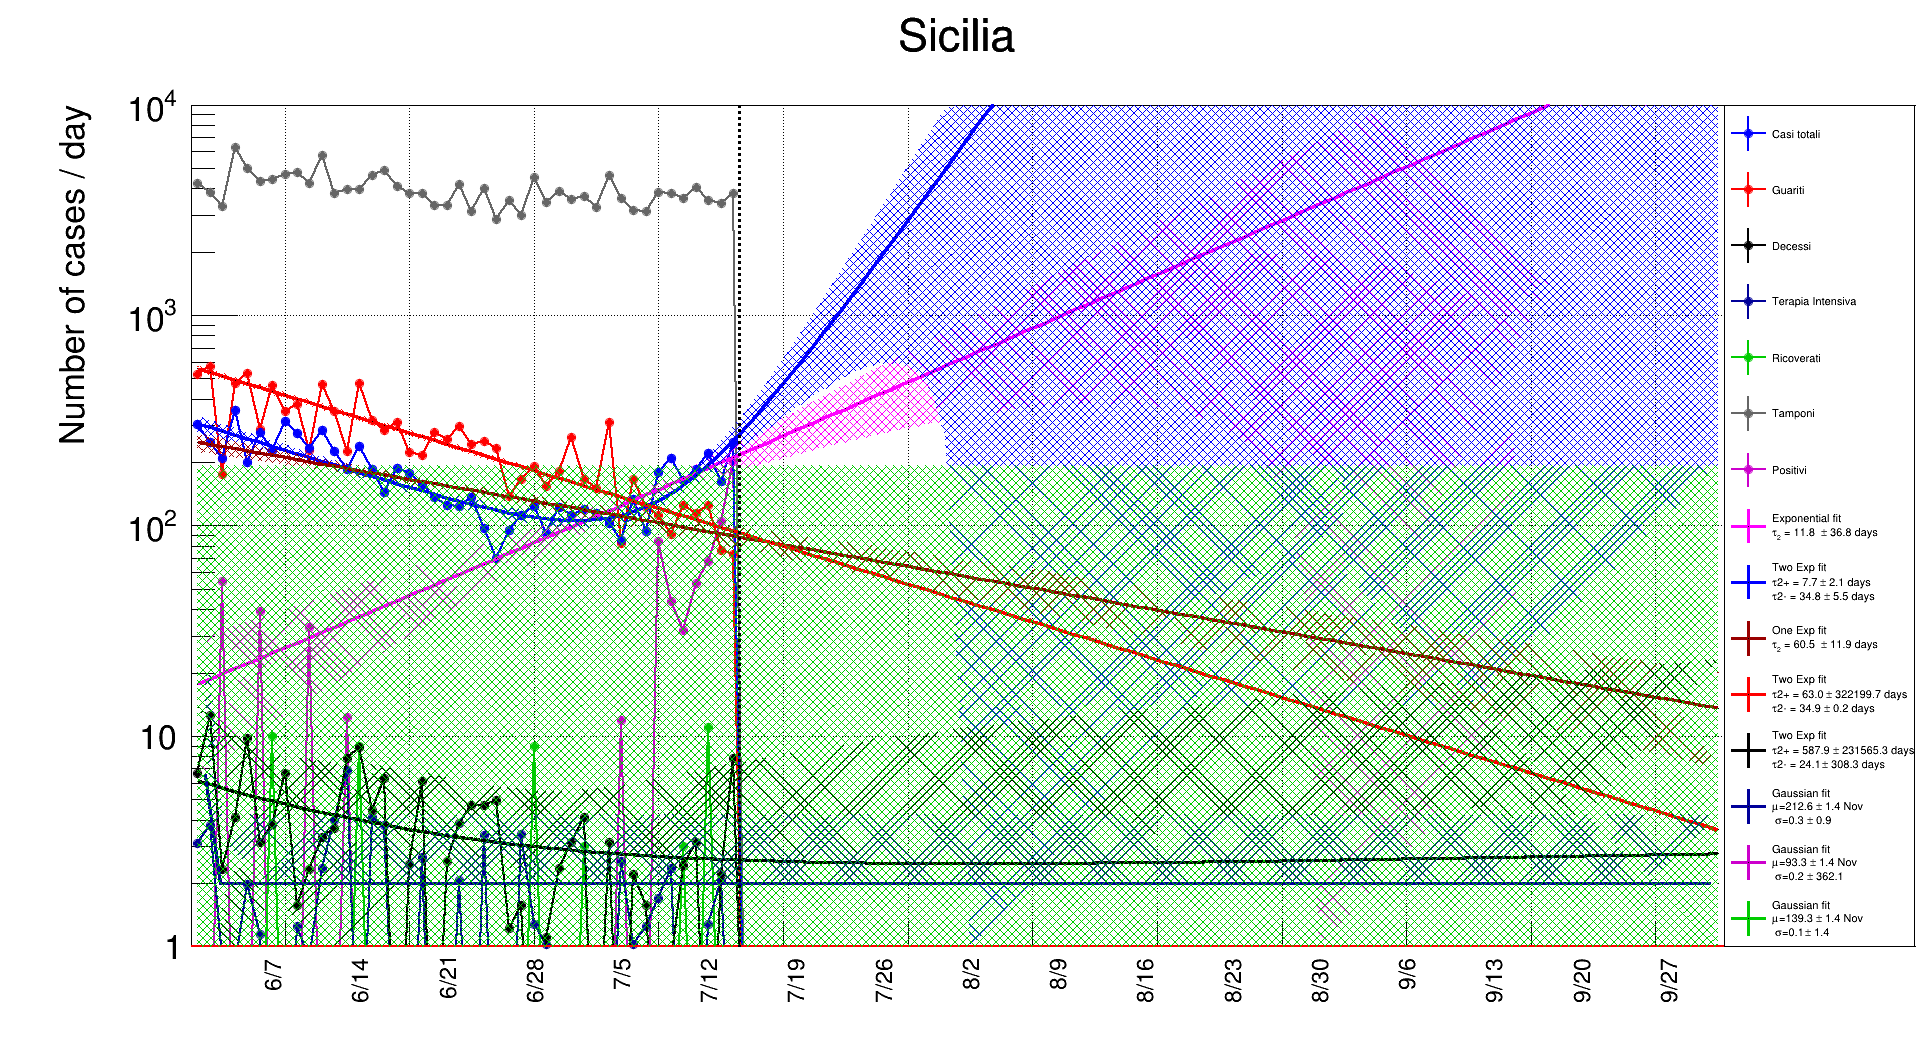 Sicilia
Number of cases / day
10^4
10^3
10^2
10
1
6/7
6/14
6/21
6/28
7/5
7/12
7/19
7/26
8/2
8/9
8/16
8/23
8/30
9/6
9/13
9/20
9/27
Casi totali
Guariti
Decessi
Terapia Intensiva
Ricoverati
Tamponi
Positivi
Exponential fit
τ₂ = 11.8 ± 36.8 days
Two Exp fit
τ2+ = 7.7 ± 2.1 days
τ2- = 34.8 ± 5.5 days
One Exp fit
τ₂ = 60.5 ± 11.9 days
Two Exp fit
τ2+ = 63.0 ± 322199.7 days
τ2- = 34.9 ± 0.2 days
Two Exp fit
τ2+ = 587.9 ± 231565.3 days
τ2- = 24.1 ± 308.3 days
Gaussian fit
μ=212.6 ± 1.4 Nov
σ=0.3 ± 0.9
Gaussian fit
μ=93.3 ± 1.4 Nov
σ=0.2 ± 362.1
Gaussian fit
μ=139.3 ± 1.4 Nov
σ=0.1 ± 1.4